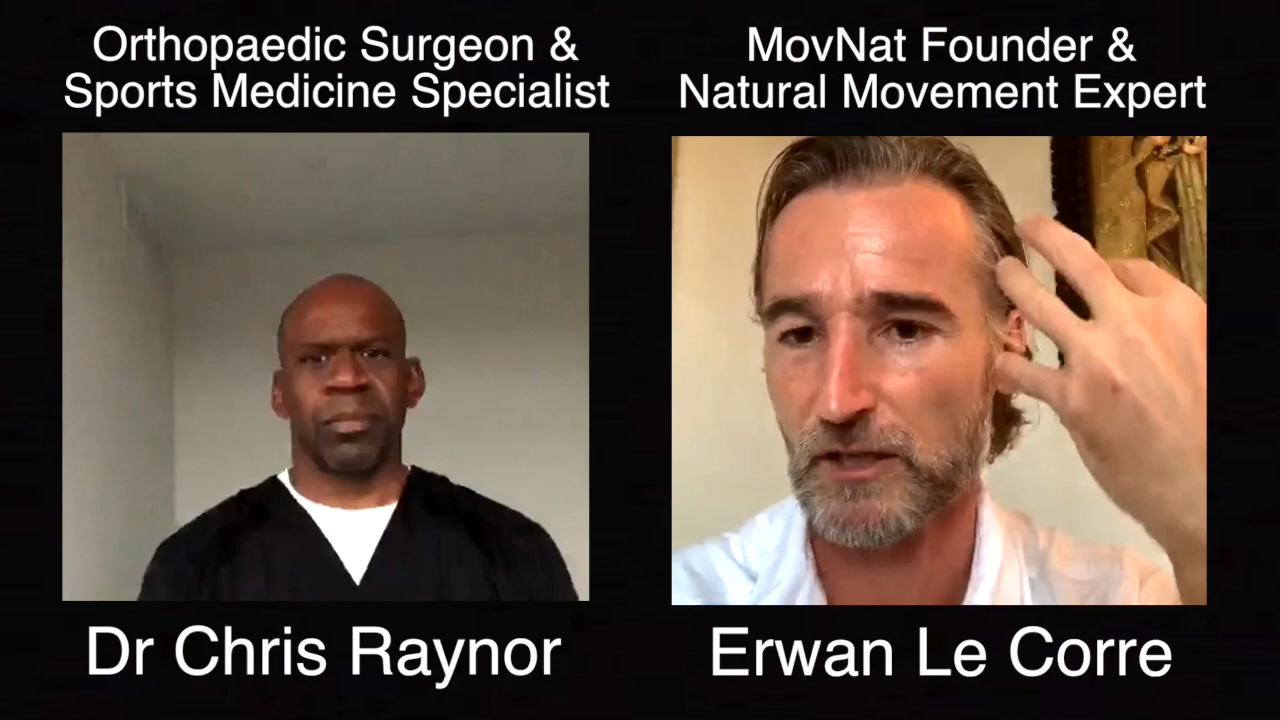 Orthopaedic Surgeon &
Sports Medicine Specialist
MovNat Founder &
Natural Movement Expert
Dr Chris Raynor
Erwan Le Corre